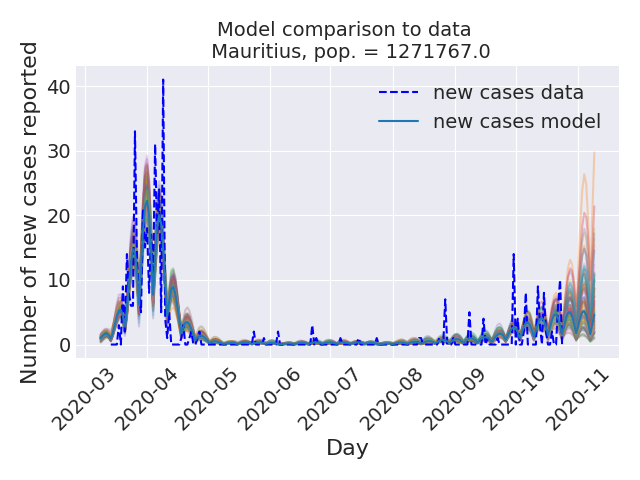 Model comparison to data
Mauritius, pop. = 1271767.0
Number of new cases reported
40
30
20
10
0
new cases data
new cases model
2020-03
2020-04
2020-05
2020-06
2020-07
2020-08
2020-09
2020-10
2020-11
Day